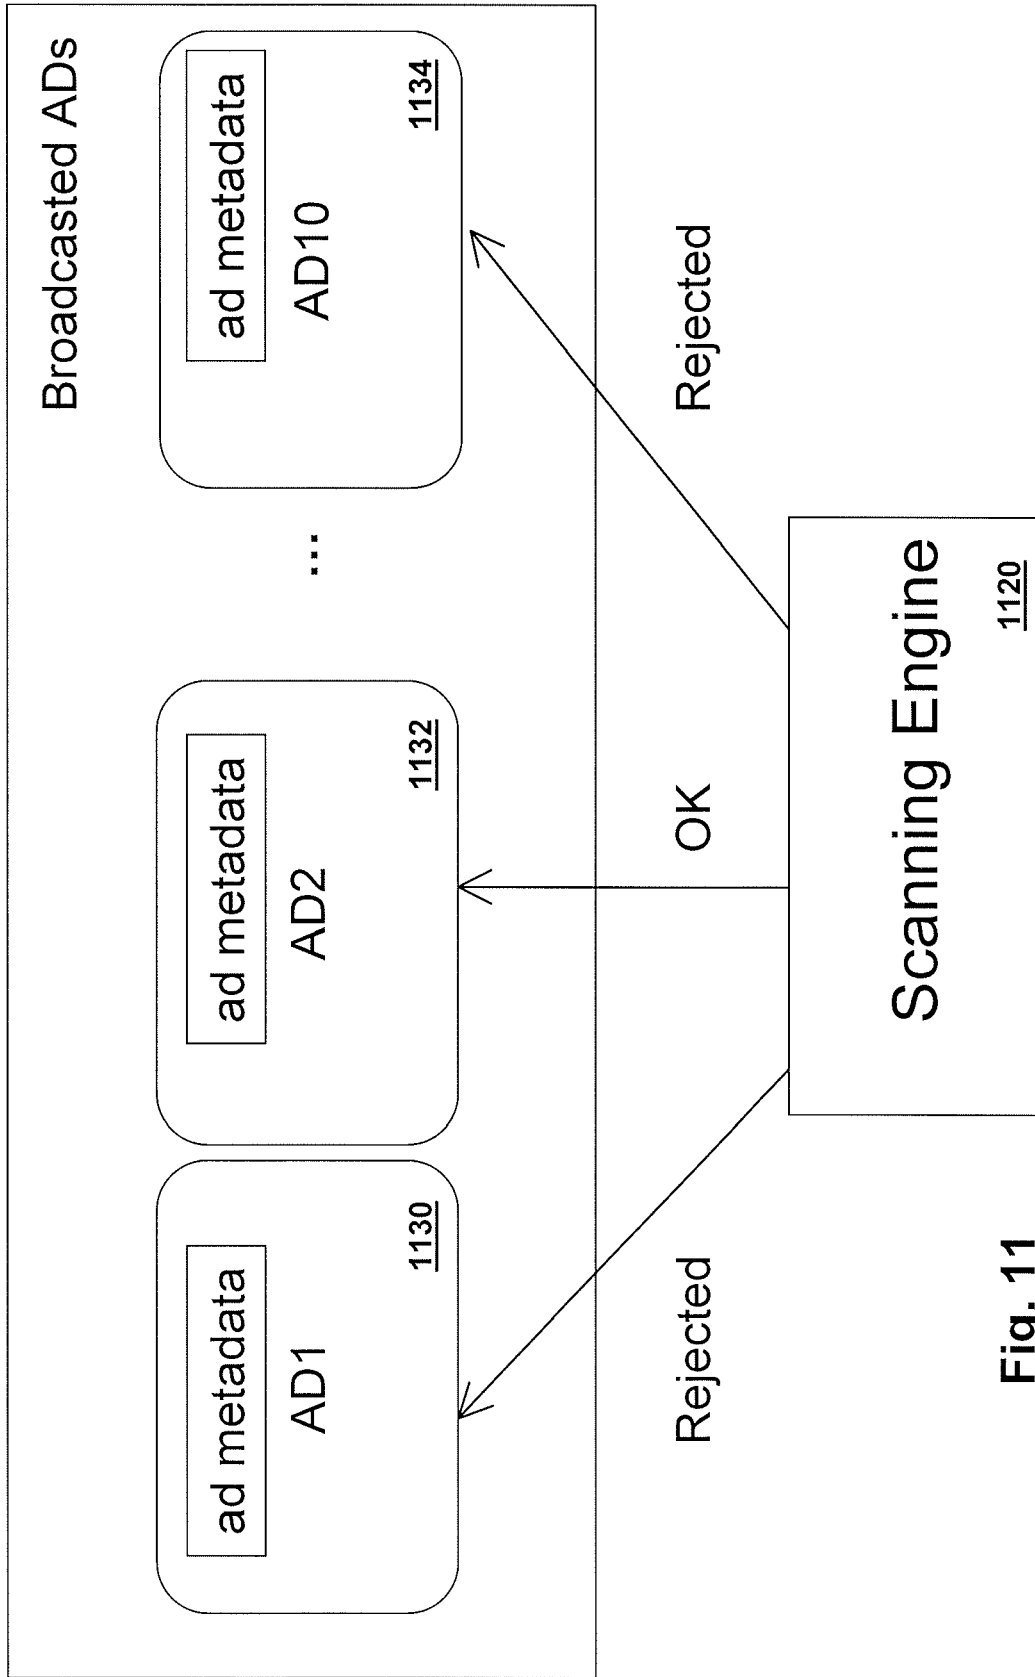 Broadcasted ADs
ad metadata
AD1
1130
ad metadata
AD2
1132
...
ad metadata
AD10
1134
Rejected
OK
Rejected
Scanning Engine
1120
Fig. 11